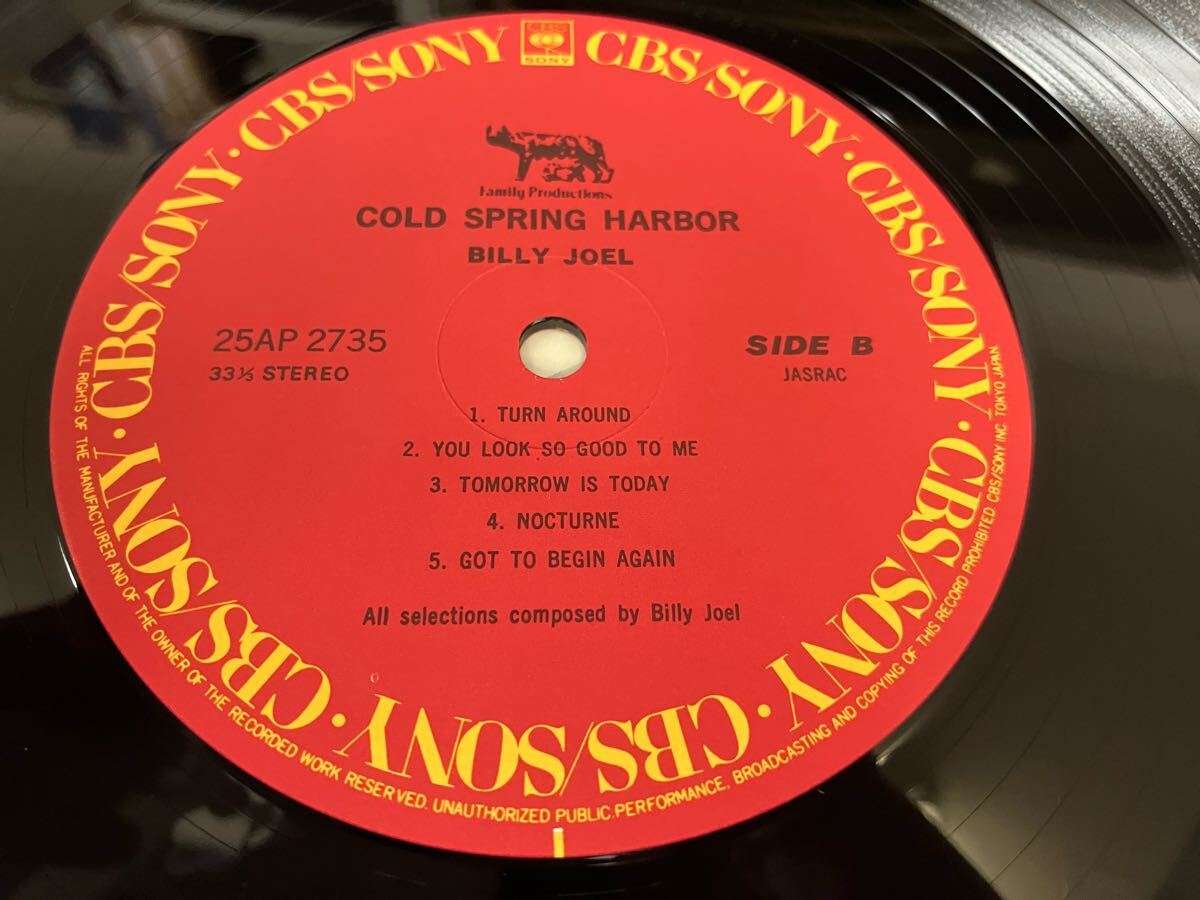 CBS/SONY · CBS/SONY · CBS/SONY · CBS/SONY · CBS/SONY · CBS/SONY · CBS/SONY · CBS/SONY
CBS
SONY
Family Productions
COLD SPRING HARBOR
BILLY JOEL
25AP 2735
33⅓ STEREO
SIDE B
JASRAC
1. TURN AROUND
2. YOU LOOK SO GOOD TO ME
3. TOMORROW IS TODAY
4. NOCTURNE
5. GOT TO BEGIN AGAIN
All selections composed by Billy Joel
ALL RIGHTS OF THE MANUFACTURER AND OF THE OWNER OF THE RECORDED WORK RESERVED. UNAUTHORIZED PUBLIC PERFORMANCE, BROADCASTING AND COPYING OF THIS RECORD PROHIBITED CBS/SONY INC. TOKYO JAPAN.